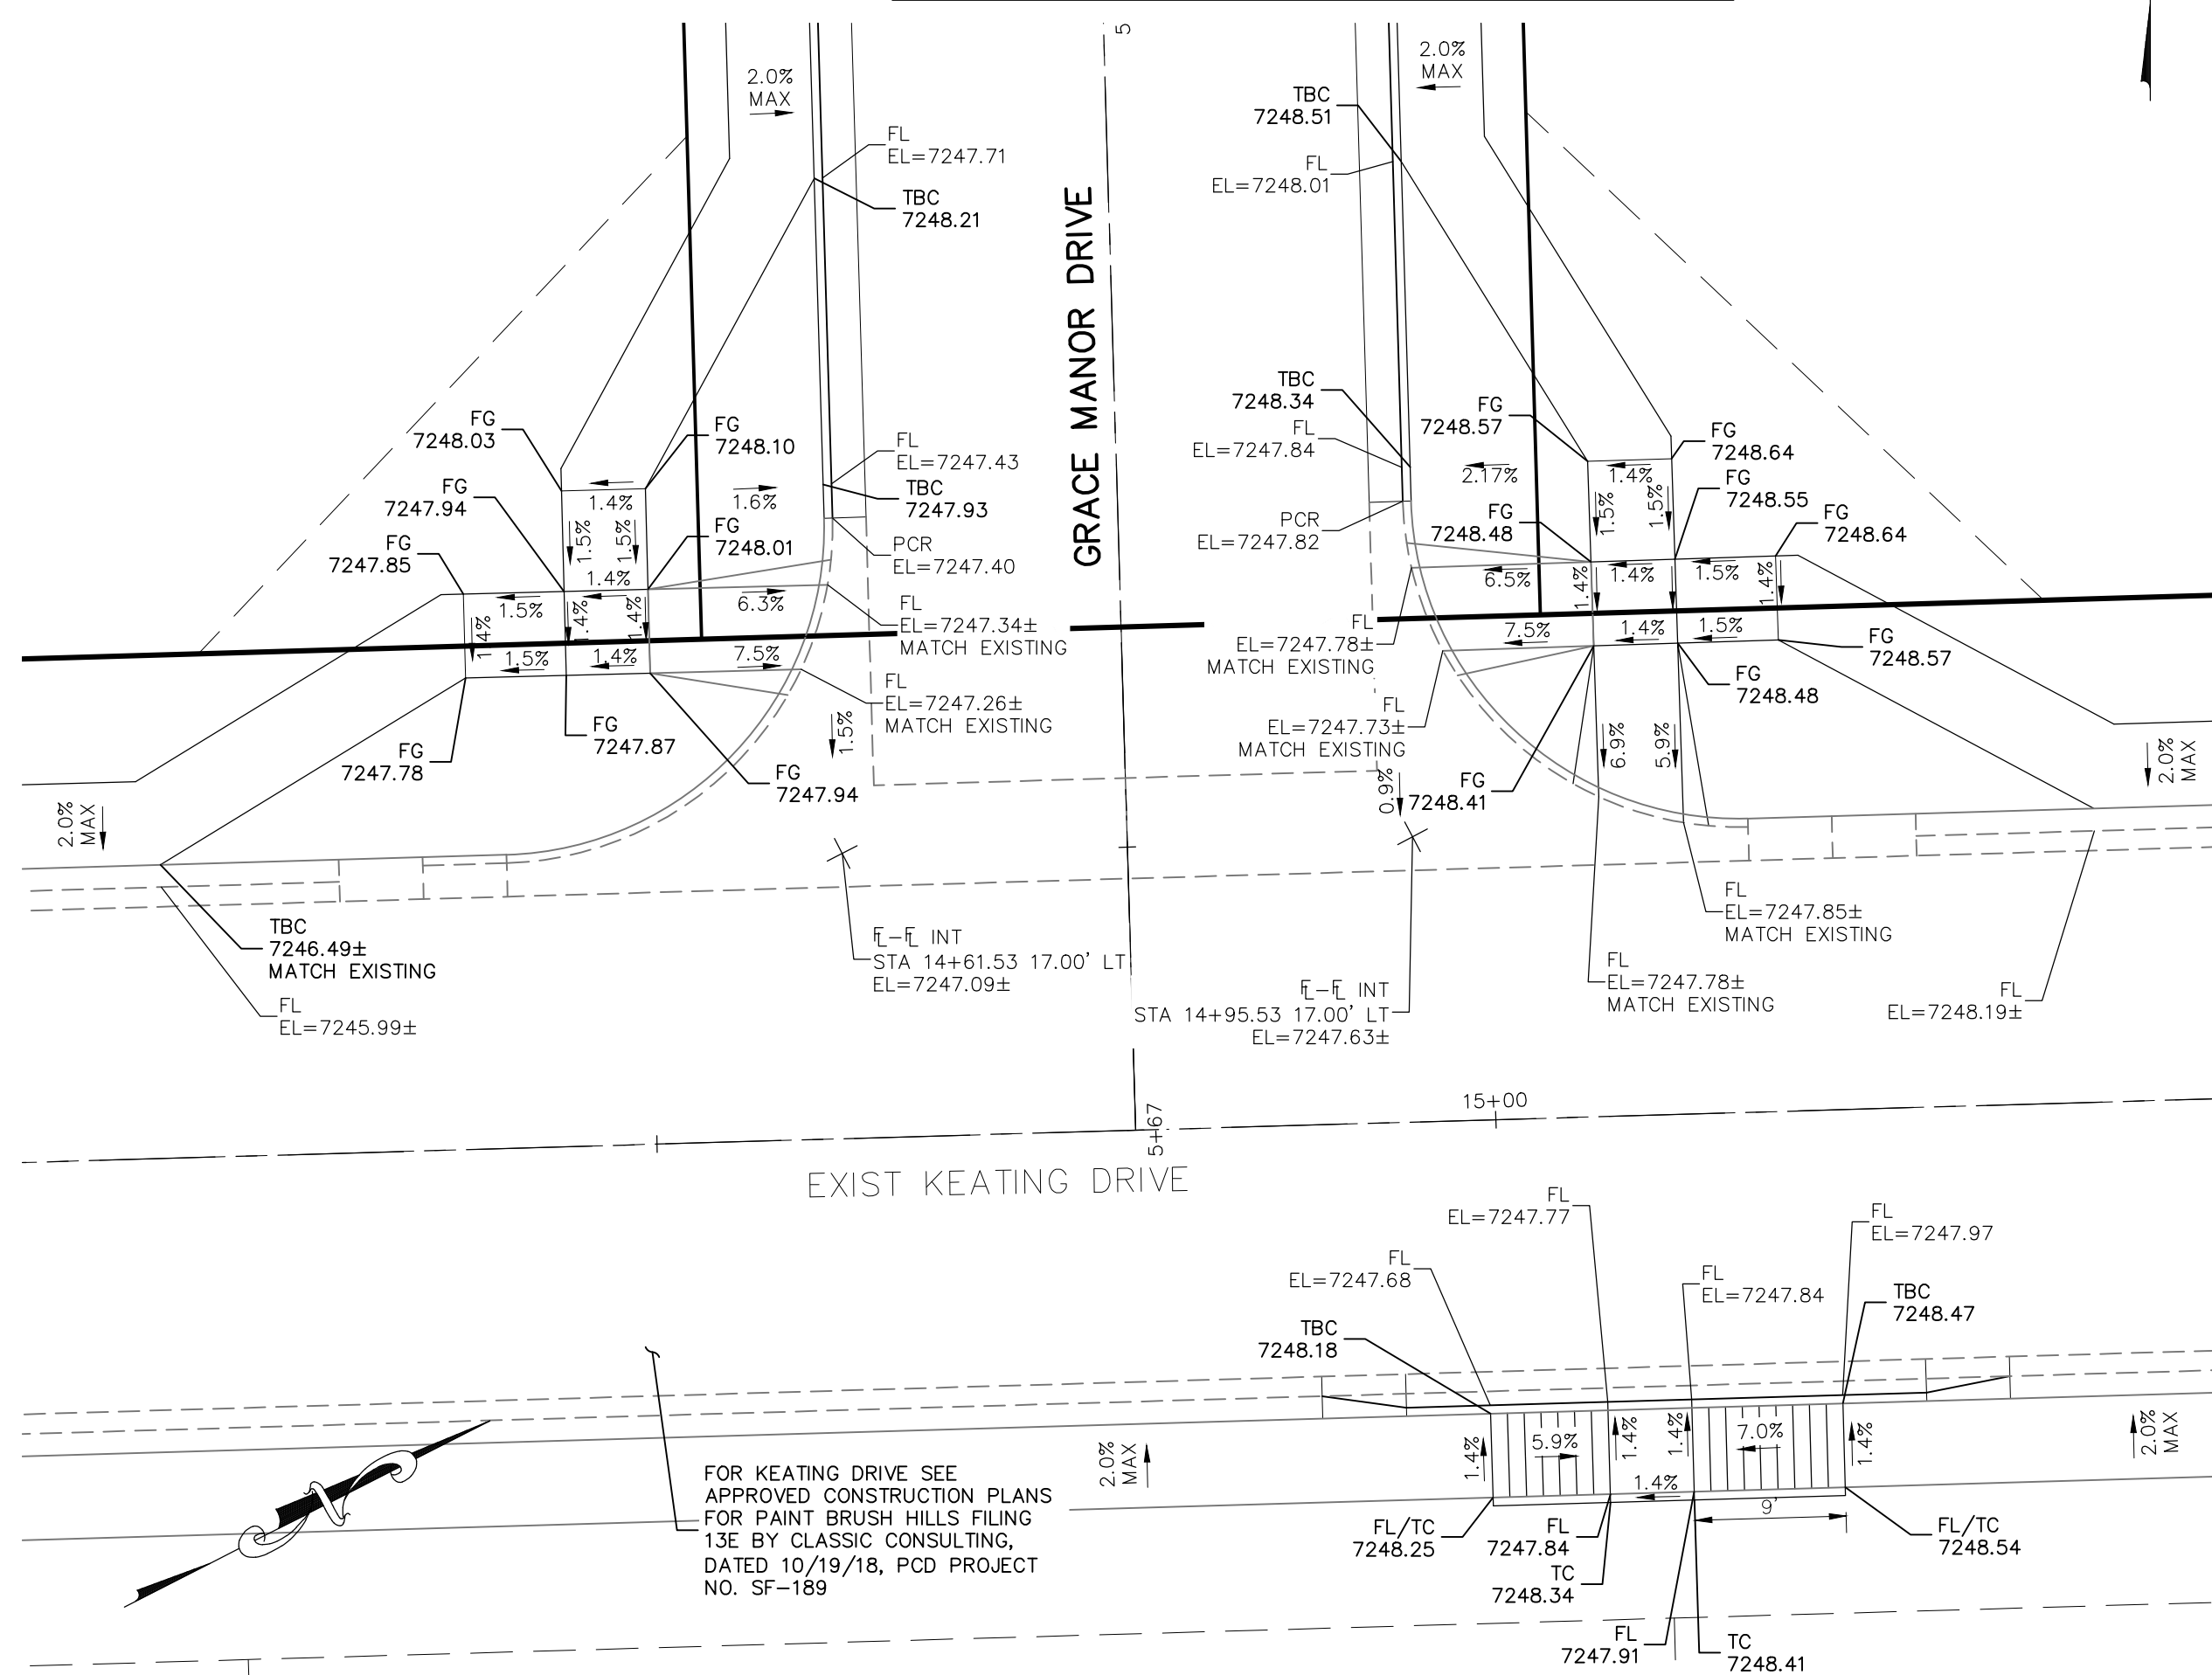 5
2.0%
MAX
2.0%
MAX
TBC
7248.51
FL
EL=7247.71
FL
EL=7248.01
TBC
7248.21
GRACE MANOR DRIVE
TBC
7248.34
FG
7248.03
FG
7248.10
FL
EL=7247.84
FG
7248.57
FG
7248.64
FL
EL=7247.43
TBC
7247.93
FG
7247.94
1.4%
1.6%
2.17%
1.4%
FG
7248.55
FG
7248.01
1.5%
1.5%
1.5%
1.5%
FG
7248.48
FG
7248.64
PCR
EL=7247.82
FG
7247.85
PCR
EL=7247.40
1.4%
1.5%
6.3%
6.5%
1.4%
1.5%
FL
EL=7247.34±
MATCH EXISTING
1.4%
1.4%
1.4%
1.4%
1.4%
FL
EL=7247.78±
MATCH EXISTING
1.5%
1.4%
7.5%
7.5%
1.4%
1.5%
FG
7248.57
FL
EL=7247.26±
MATCH EXISTING
FG
7248.48
FL
EL=7247.73±
MATCH EXISTING
FG
7247.87
FG
7247.78
1.5%
6.9%
5.9%
FG
7247.94
0.9%
FG
7248.41
2.0%
MAX
2.0%
MAX
FL
EL=7247.85±
MATCH EXISTING
TBC
7246.49±
MATCH EXISTING
FL-FL INT
STA 14+61.53 17.00' LT
EL=7247.09±
FL
EL=7247.78±
MATCH EXISTING
FL-FL INT
STA 14+95.53 17.00' LT
EL=7247.63±
FL
EL=7248.19±
FL
EL=7245.99±
15+00
5+67
EXIST KEATING DRIVE
FL
EL=7247.77
FL
EL=7247.97
FL
EL=7247.68
FL
EL=7247.84
TBC
7248.47
TBC
7248.18
2.0%
MAX
1.4%
5.9%
1.4%
1.4%
7.0%
1.4%
2.0%
MAX
1.4%
9'
FOR KEATING DRIVE SEE
APPROVED CONSTRUCTION PLANS
FOR PAINT BRUSH HILLS FILING
13E BY CLASSIC CONSULTING,
DATED 10/19/18, PCD PROJECT
NO. SF-189
FL/TC
7248.25
FL
7247.84
TC
7248.34
FL/TC
7248.54
FL
7247.91
TC
7248.41
N